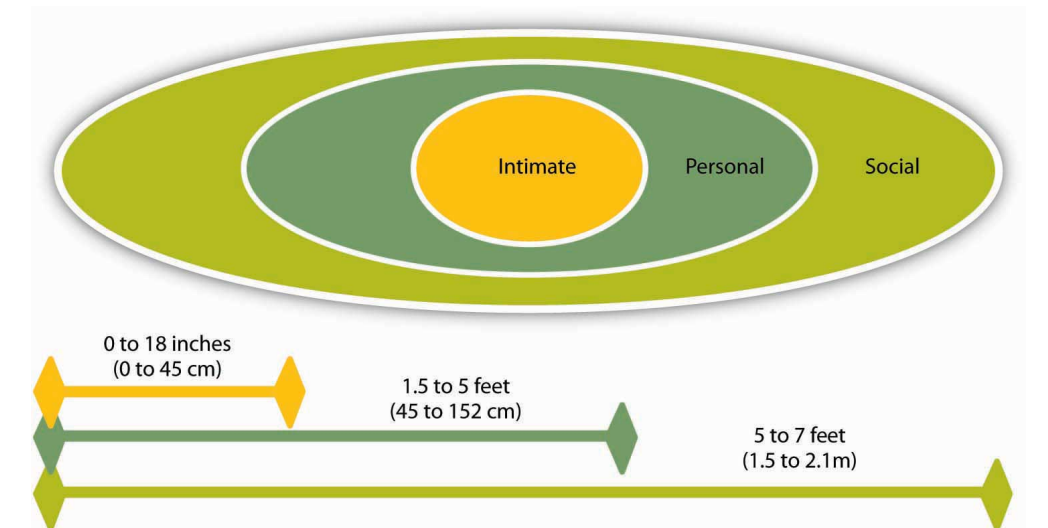 Intimate
Personal
Social
0 to 18 inches
(0 to 45 cm)
1.5 to 5 feet
(45 to 152 cm)
5 to 7 feet
(1.5 to 2.1m)